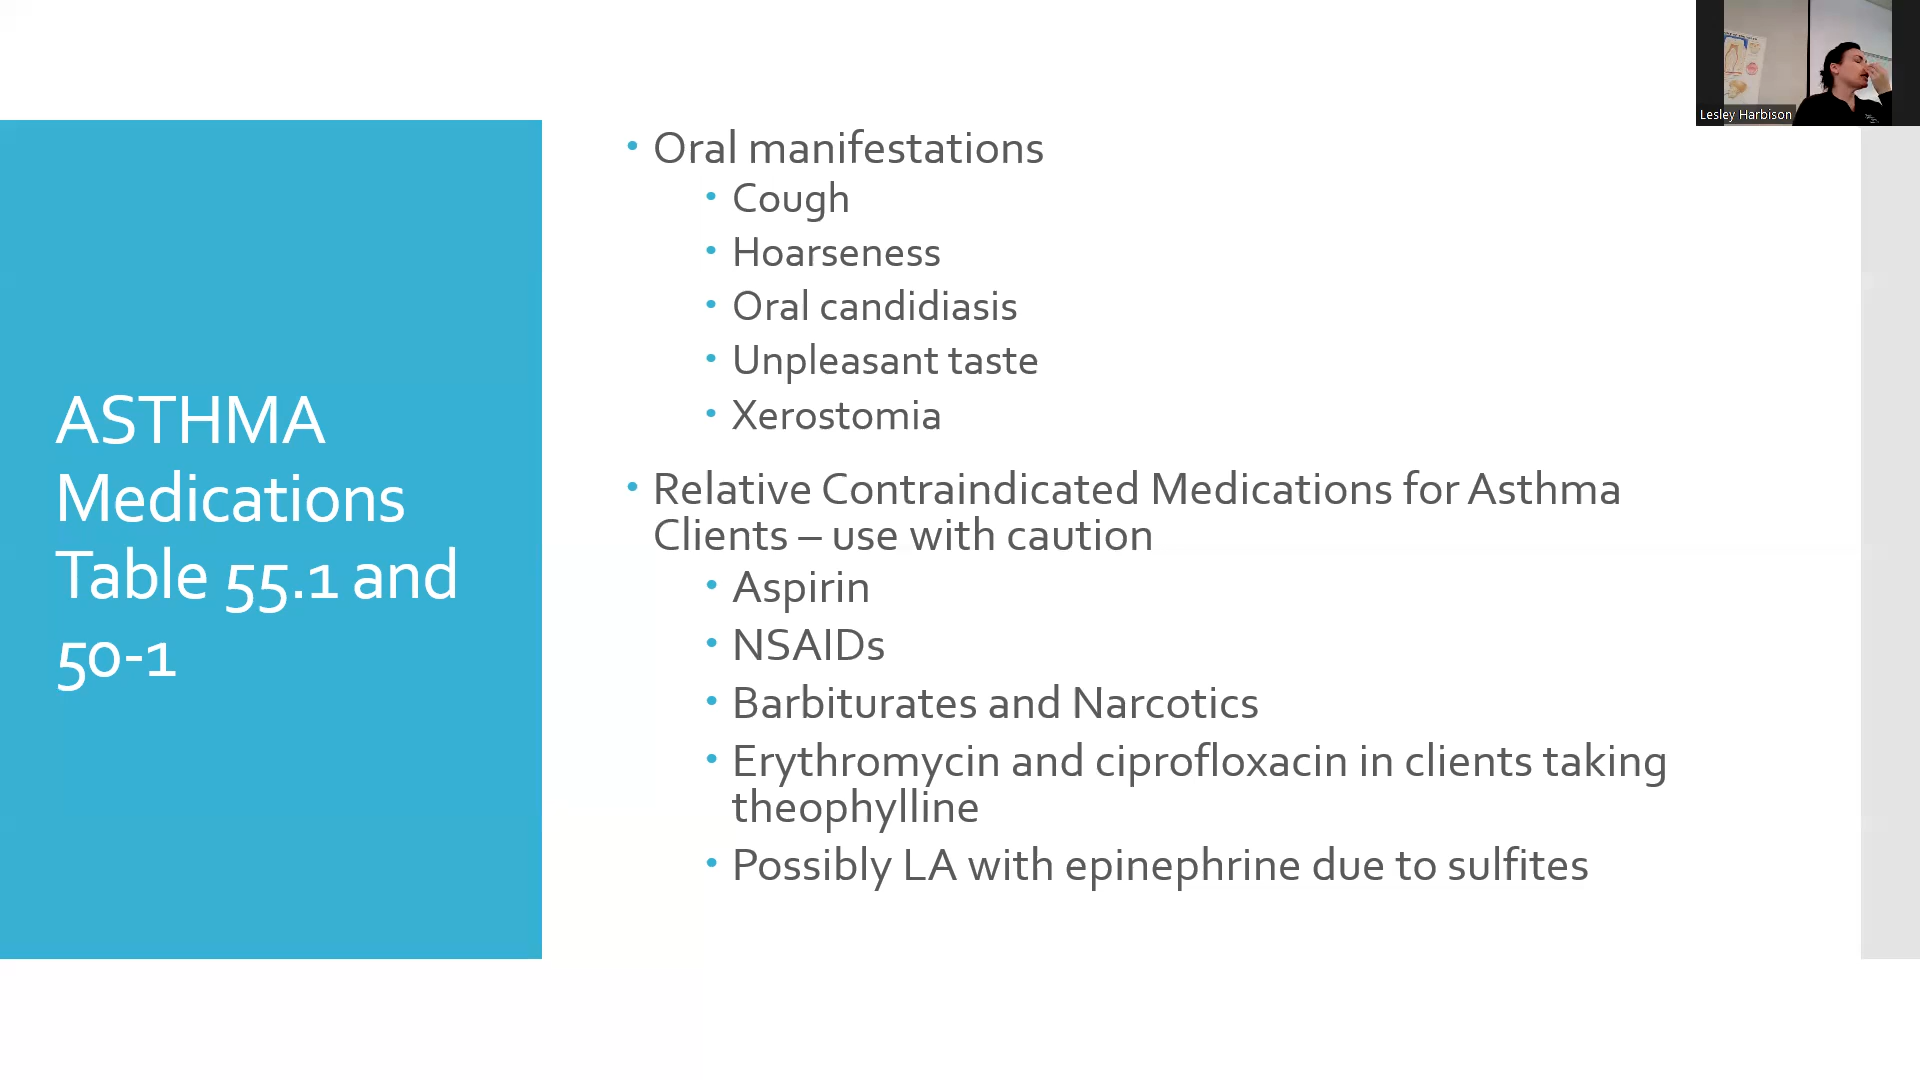 Lesley Harbison
ASTHMA
Medications
Table 55.1 and
50-1
• Oral manifestations
• Cough
• Hoarseness
• Oral candidiasis
• Unpleasant taste
• Xerostomia
• Relative Contraindicated Medications for Asthma
Clients – use with caution
• Aspirin
• NSAIDs
• Barbiturates and Narcotics
• Erythromycin and ciprofloxacin in clients taking
theophylline
• Possibly LA with epinephrine due to sulfites